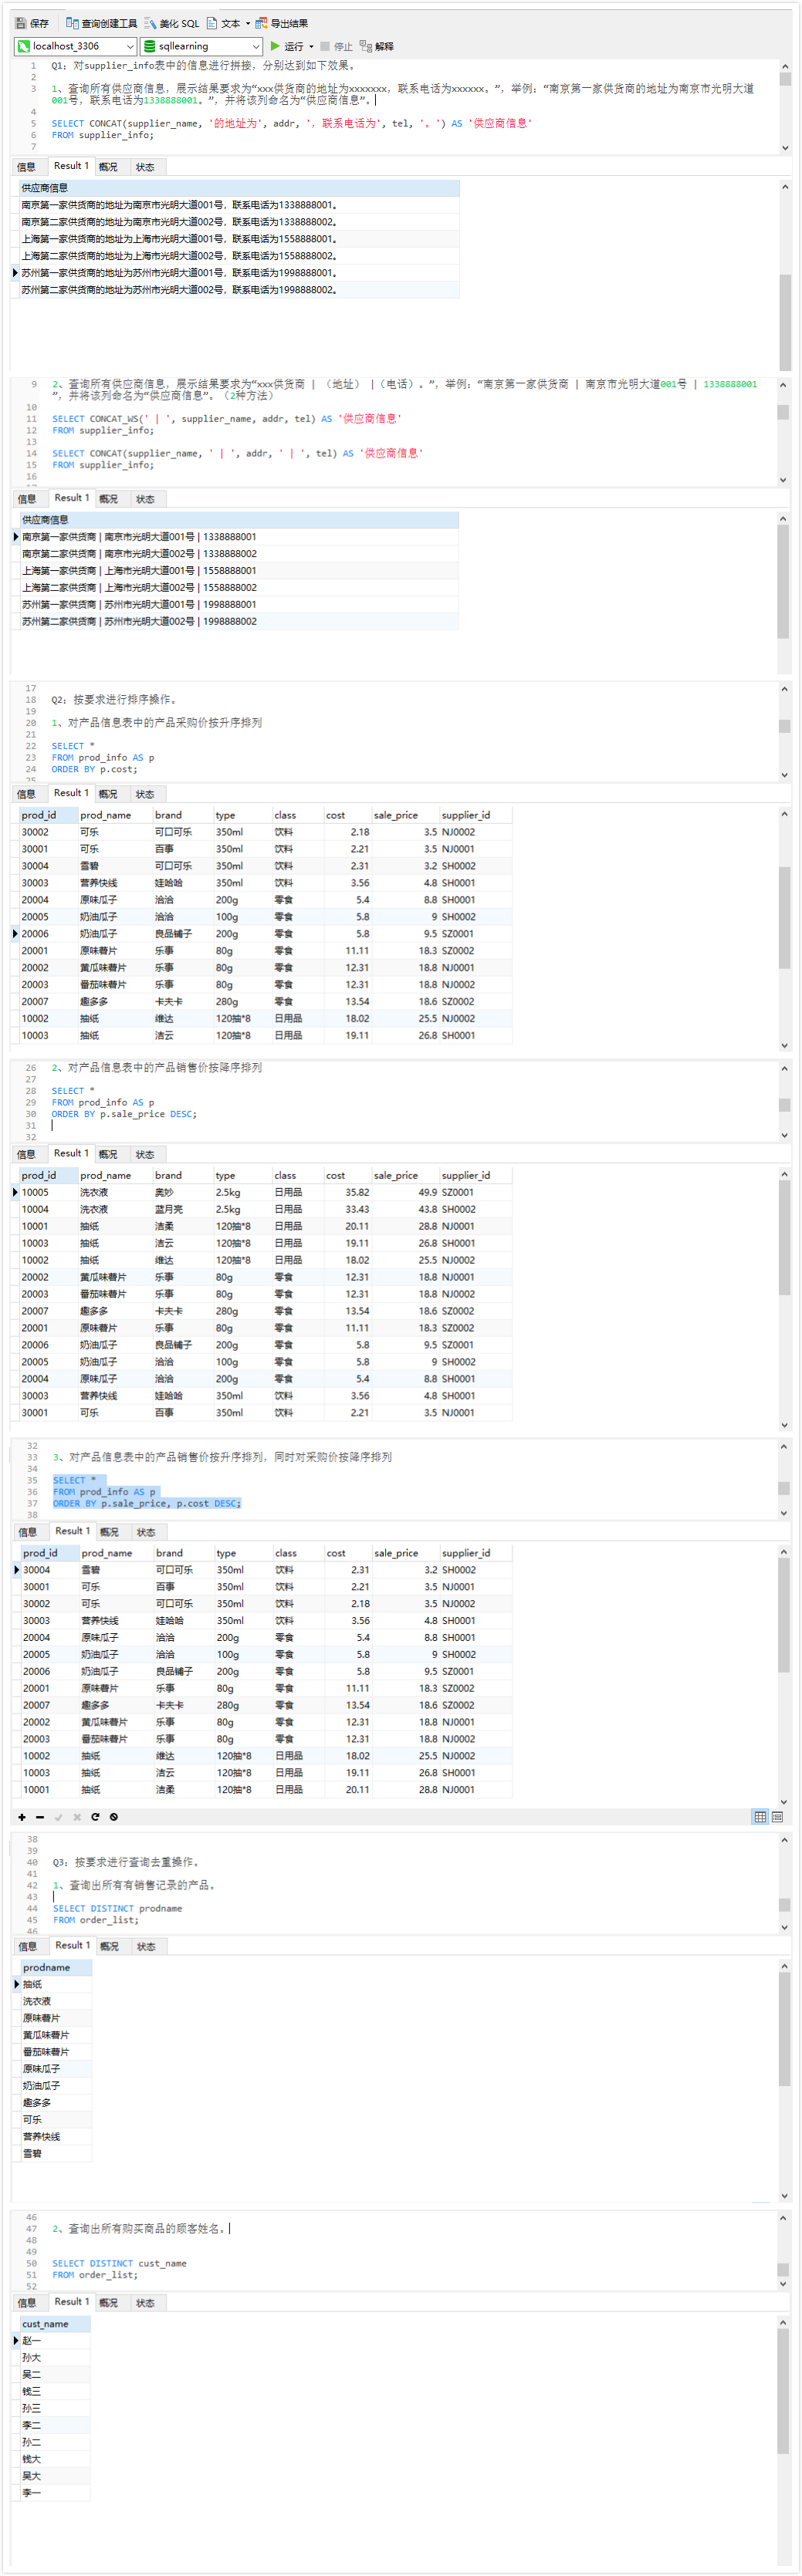 保存 查询创建工具 美化 SQL 文本 导出结果
localhost_3306 sqllearning 运行 停止 解释
1 Q1：对supplier_info表中的信息进行拼接，分别达到如下效果。
2
3 1、查询所有供应商信息，展示结果要求为“xxx供货商的地址为xxxxxxx，联系电话为xxxxxx。”，举例：“南京第一家供货商的地址为南京市光明大道
001号，联系电话为1338888001。”，并将该列命名为“供应商信息”。
4
5 SELECT CONCAT(supplier_name, '的地址为', addr, '，联系电话为', tel, '。') AS '供应商信息'
6 FROM supplier_info;
7
信息 Result 1 概况 状态
供应商信息
南京第一家供货商的地址为南京市光明大道001号，联系电话为1338888001。
南京第二家供货商的地址为南京市光明大道002号，联系电话为1338888002。
上海第一家供货商的地址为上海市光明大道001号，联系电话为1558888001。
上海第二家供货商的地址为上海市光明大道002号，联系电话为1558888002。
苏州第一家供货商的地址为苏州市光明大道001号，联系电话为1998888001。
苏州第二家供货商的地址为苏州市光明大道002号，联系电话为1998888002。
9 2、查询所有供应商信息，展示结果要求为“xxx供货商 | （地址） |（电话）。”，举例：“南京第一家供货商 | 南京市光明大道001号 | 1338888001
”，并将该列命名为“供应商信息”。（2种方法）
10
11 SELECT CONCAT_WS(' | ', supplier_name, addr, tel) AS '供应商信息'
12 FROM supplier_info;
13
14 SELECT CONCAT(supplier_name, ' | ', addr, ' | ', tel) AS '供应商信息'
15 FROM supplier_info;
16
信息 Result 1 概况 状态
供应商信息
南京第一家供货商 | 南京市光明大道001号 | 1338888001
南京第二家供货商 | 南京市光明大道002号 | 1338888002
上海第一家供货商 | 上海市光明大道001号 | 1558888001
上海第二家供货商 | 上海市光明大道002号 | 1558888002
苏州第一家供货商 | 苏州市光明大道001号 | 1998888001
苏州第二家供货商 | 苏州市光明大道002号 | 1998888002
17
18 Q2：按要求进行排序操作。
19
20 1、对产品信息表中的产品采购价按升序排列
21
22 SELECT *
23 FROM prod_info AS p
24 ORDER BY p.cost;
25
信息 Result 1 概况 状态
prod_id prod_name brand type class cost sale_price supplier_id
30002 可乐 可口可乐 350ml 饮料 2.18 3.5 NJ0002
30001 可乐 百事 350ml 饮料 2.21 3.5 NJ0001
30004 雪碧 可口可乐 350ml 饮料 2.31 3.2 SH0002
30003 营养快线 娃哈哈 350ml 饮料 3.56 4.8 SH0001
20004 原味瓜子 洽洽 200g 零食 5.4 8.8 SH0001
20005 奶油瓜子 洽洽 100g 零食 5.8 9 SH0002
20006 奶油瓜子 良品铺子 200g 零食 5.8 9.5 SZ0001
20001 原味薯片 乐事 80g 零食 11.11 18.3 SZ0002
20002 黄瓜味薯片 乐事 80g 零食 12.31 18.8 NJ0001
20003 番茄味薯片 乐事 80g 零食 12.31 18.8 NJ0002
20007 趣多多 卡夫卡 280g 零食 13.54 18.6 SZ0002
10002 抽纸 维达 120抽*8 日用品 18.02 25.5 NJ0002
10003 抽纸 洁云 120抽*8 日用品 19.11 26.8 SH0001
26 2、对产品信息表中的产品销售价按降序排列
27
28 SELECT *
29 FROM prod_info AS p
30 ORDER BY p.sale_price DESC;
31
32
信息 Result 1 概况 状态
prod_id prod_name brand type class cost sale_price supplier_id
10005 洗衣液 奥妙 2.5kg 日用品 35.82 49.9 SZ0001
10004 洗衣液 蓝月亮 2.5kg 日用品 33.43 43.8 SH0002
10001 抽纸 洁柔 120抽*8 日用品 20.11 28.8 NJ0001
10003 抽纸 洁云 120抽*8 日用品 19.11 26.8 SH0001
10002 抽纸 维达 120抽*8 日用品 18.02 25.5 NJ0002
20002 黄瓜味薯片 乐事 80g 零食 12.31 18.8 NJ0001
20003 番茄味薯片 乐事 80g 零食 12.31 18.8 NJ0002
20007 趣多多 卡夫卡 280g 零食 13.54 18.6 SZ0002
20001 原味薯片 乐事 80g 零食 11.11 18.3 SZ0002
20006 奶油瓜子 良品铺子 200g 零食 5.8 9.5 SZ0001
20005 奶油瓜子 洽洽 100g 零食 5.8 9 SH0002
20004 原味瓜子 洽洽 200g 零食 5.4 8.8 SH0001
30003 营养快线 娃哈哈 350ml 饮料 3.56 4.8 SH0001
30001 可乐 百事 350ml 饮料 2.21 3.5 NJ0001
32
33 3、对产品信息表中的产品销售价按升序排列，同时对采购价按降序排列
34
35 SELECT *
36 FROM prod_info AS p
37 ORDER BY p.sale_price, p.cost DESC;
38
信息 Result 1 概况 状态
prod_id prod_name brand type class cost sale_price supplier_id
30004 雪碧 可口可乐 350ml 饮料 2.31 3.2 SH0002
30001 可乐 百事 350ml 饮料 2.21 3.5 NJ0001
30002 可乐 可口可乐 350ml 饮料 2.18 3.5 NJ0002
30003 营养快线 娃哈哈 350ml 饮料 3.56 4.8 SH0001
20004 原味瓜子 洽洽 200g 零食 5.4 8.8 SH0001
20005 奶油瓜子 洽洽 100g 零食 5.8 9 SH0002
20006 奶油瓜子 良品铺子 200g 零食 5.8 9.5 SZ0001
20001 原味薯片 乐事 80g 零食 11.11 18.3 SZ0002
20007 趣多多 卡夫卡 280g 零食 13.54 18.6 SZ0002
20002 黄瓜味薯片 乐事 80g 零食 12.31 18.8 NJ0001
20003 番茄味薯片 乐事 80g 零食 12.31 18.8 NJ0002
10002 抽纸 维达 120抽*8 日用品 18.02 25.5 NJ0002
10003 抽纸 洁云 120抽*8 日用品 19.11 26.8 SH0001
10001 抽纸 洁柔 120抽*8 日用品 20.11 28.8 NJ0001
38
39
40 Q3：按要求进行查询去重操作。
41
42 1、查询出所有有销售记录的产品。
43
44 SELECT DISTINCT prodname
45 FROM order_list;
46
信息 Result 1 概况 状态
prodname
抽纸
洗衣液
原味薯片
黄瓜味薯片
番茄味薯片
原味瓜子
奶油瓜子
趣多多
可乐
营养快线
雪碧
46
47 2、查询出所有购买商品的顾客姓名。
48
49
50 SELECT DISTINCT cust_name
51 FROM order_list;
52
信息 Result 1 概况 状态
cust_name
赵一
孙大
吴二
钱三
孙三
李二
孙二
钱大
吴大
李一